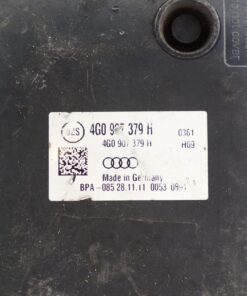 4G0 907 379 H 0361
4G0 907 379 H H09
Made in Germany
BPA -085 28.11.11 0053